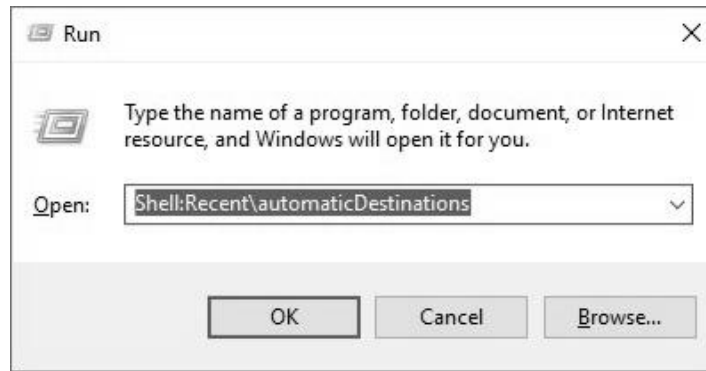 Run
Type the name of a program, folder, document, or Internet
resource, and Windows will open it for you.
Open: Shell:Recent\automaticDestinations
OK Cancel Browse...